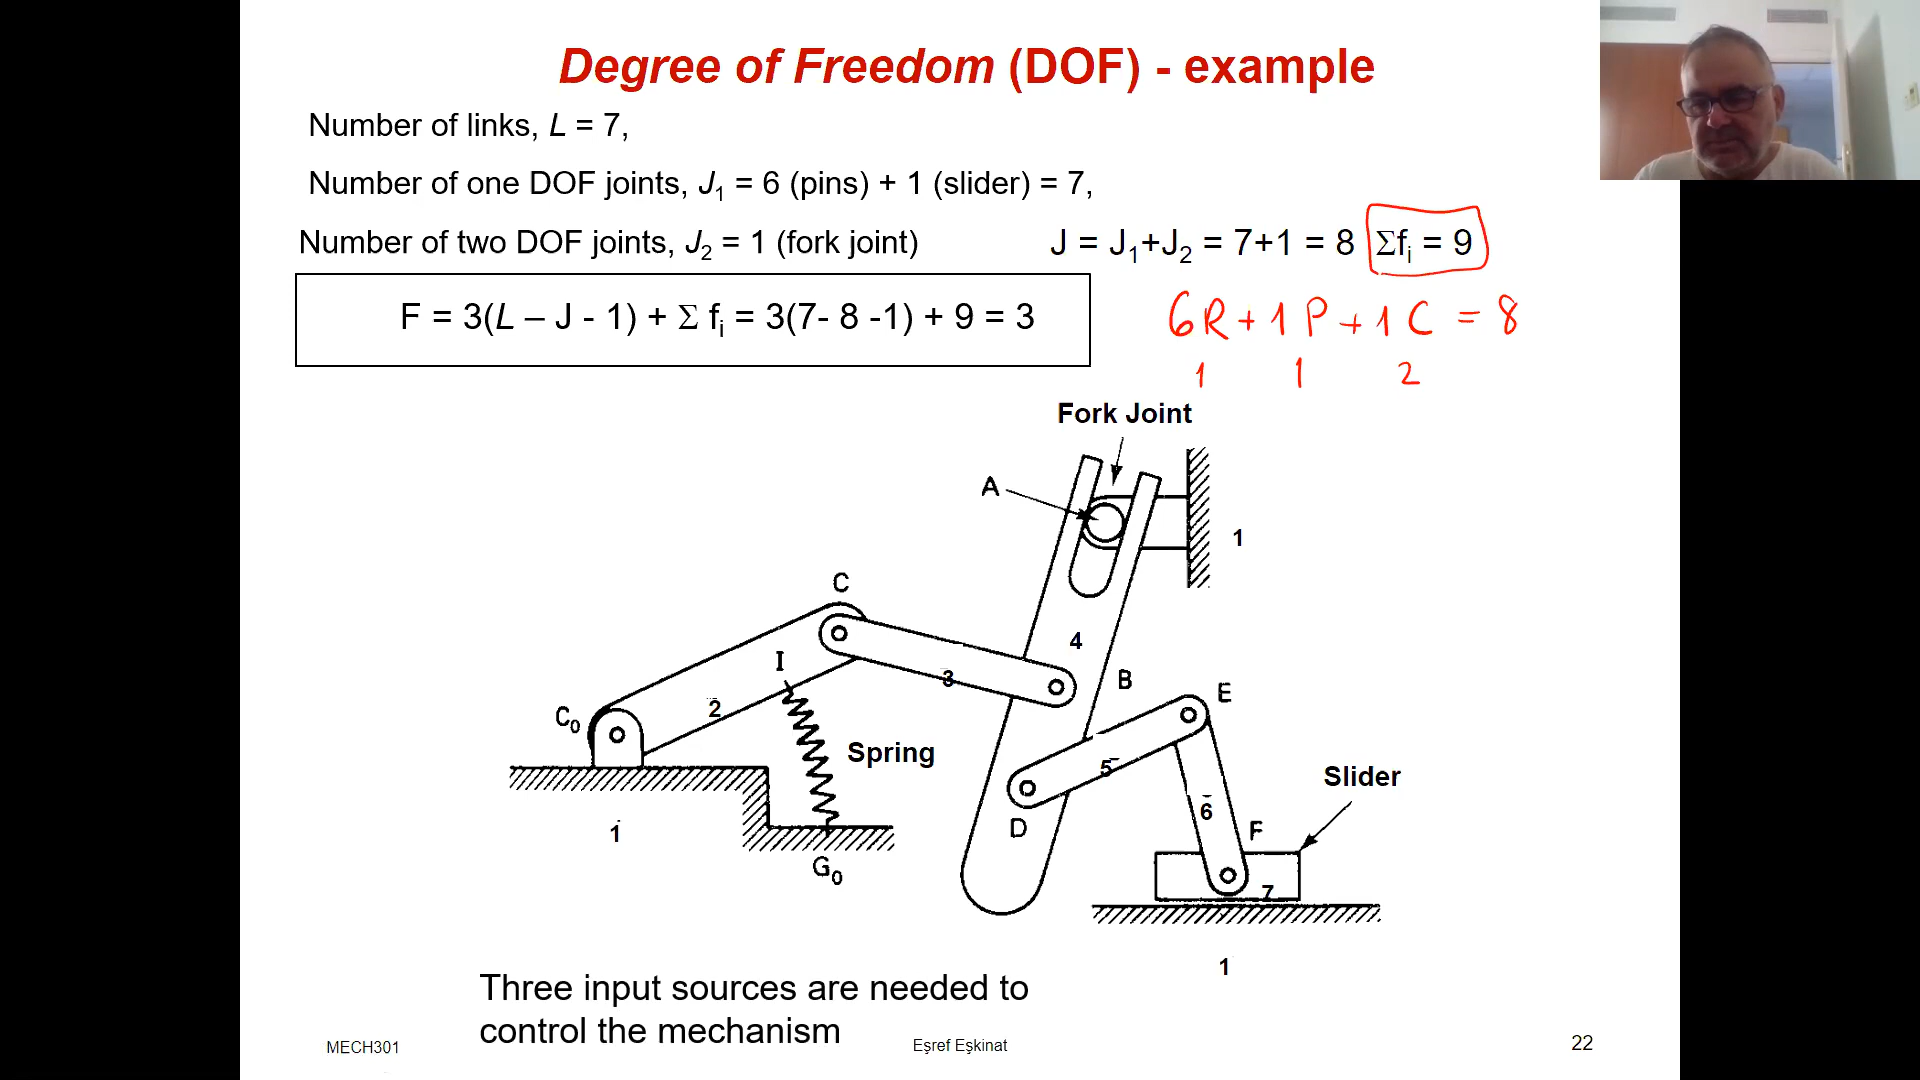 Degree of Freedom (DOF) - example
Number of links, L = 7,
Number of one DOF joints, J1 = 6 (pins) + 1 (slider) = 7,
Number of two DOF joints, J2 = 1 (fork joint)
J = J1+J2 = 7+1 = 8 Σfi = 9
F = 3(L – J - 1) + Σ fi = 3(7- 8 -1) + 9 = 3
6R + 1P + 1C = 8
1 1 2
Fork Joint
A
1
C
4
I
3
B
E
C0
2
Spring
5
Slider
1
D
6
F
G0
7
1
Three input sources are needed to
control the mechanism
MECH301
Eşref Eşkinat
22